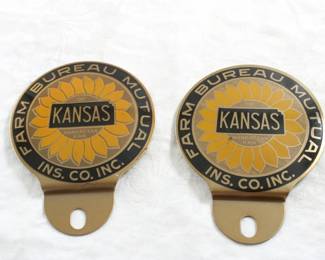 FARM BUREAU MUTUAL
KANSAS
INS. CO. INC.
FARM BUREAU MUTUAL
KANSAS
INS. CO. INC.